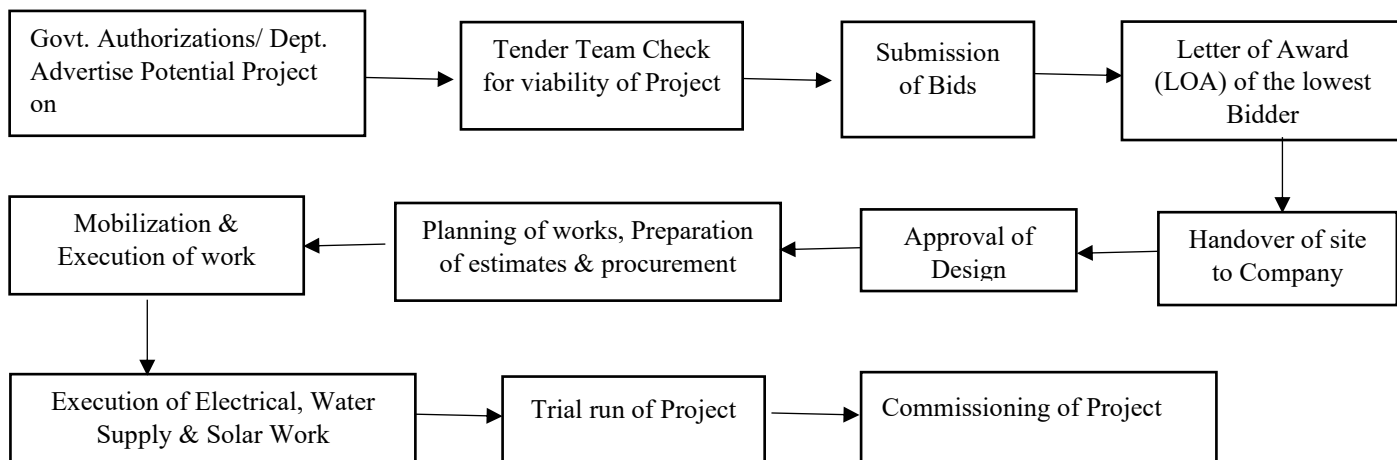 Govt. Authorizations/ Dept.
Advertise Potential Project
on
Tender Team Check
for viability of Project
Submission
of Bids
Letter of Award
(LOA) of the lowest
Bidder
Handover of site
to Company
Approval of
Design
Planning of works, Preparation
of estimates & procurement
Mobilization &
Execution of work
Execution of Electrical, Water
Supply & Solar Work
Trial run of Project
Commissioning of Project